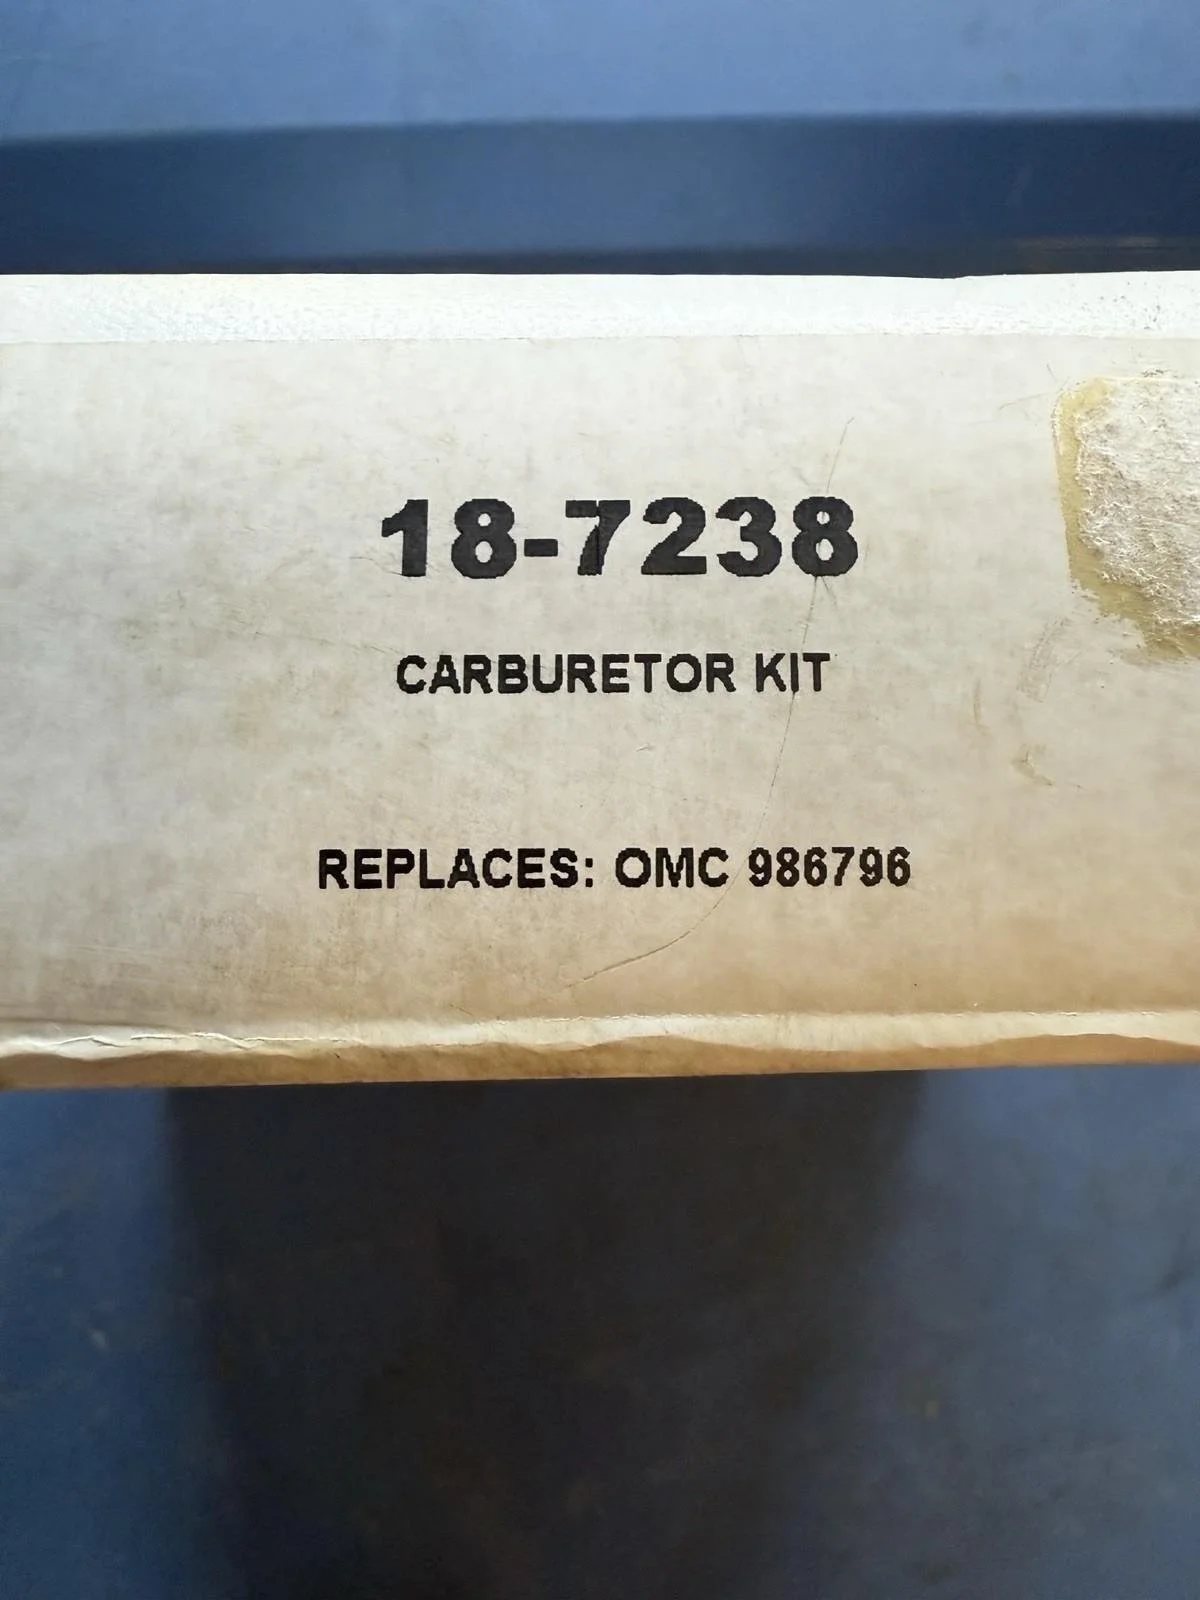 18-7238
CARBURETOR KIT
REPLACES: OMC 986796